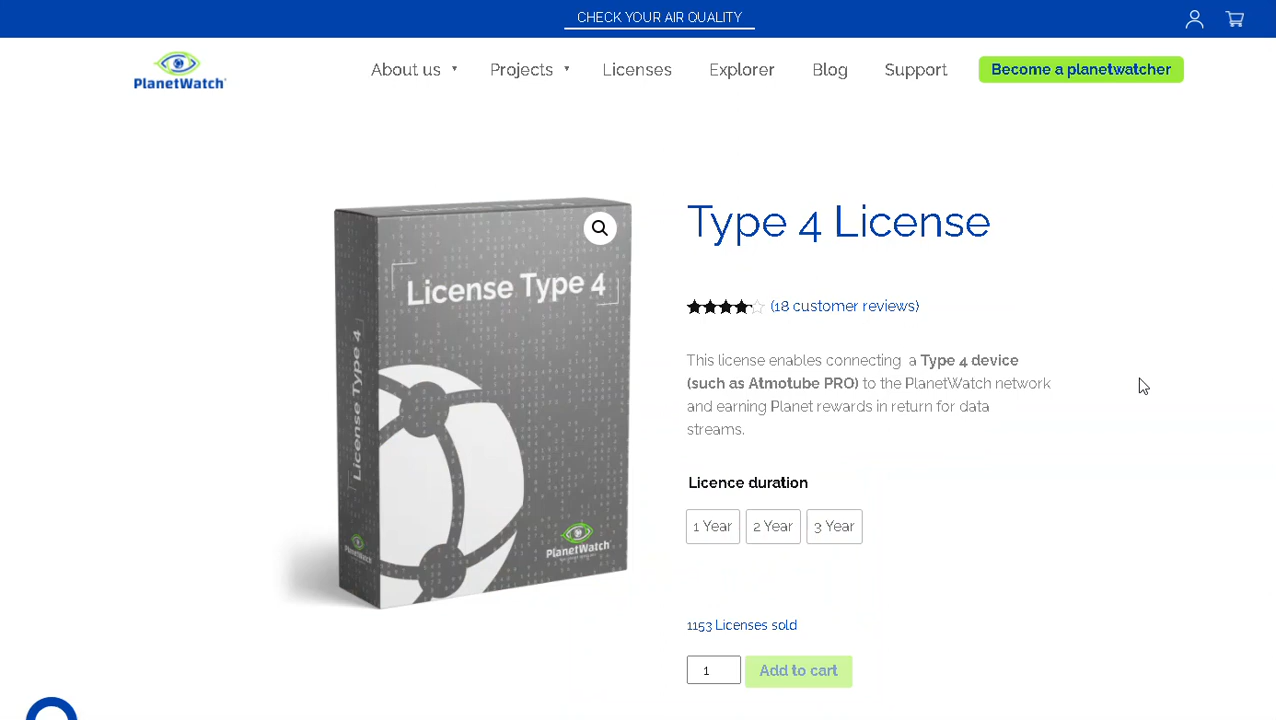 CHECK YOUR AIR QUALITY
PlanetWatch
About us
Projects
Licenses
Explorer
Blog
Support
Become a planetwatcher
License Type 4
License Type 4
PlanetWatch
Type 4 License
(18 customer reviews)
This license enables connecting a Type 4 device
(such as Atmotube PRO) to the PlanetWatch network
and earning Planet rewards in return for data
streams.
Licence duration
1 Year
2 Year
3 Year
1153 Licenses sold
1
Add to cart